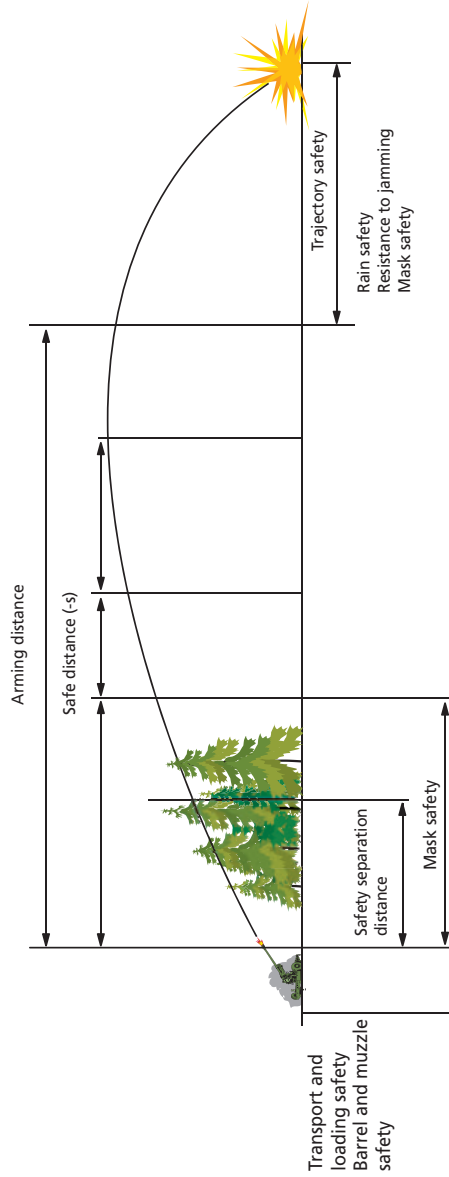 Arming distance
Safe distance (-s)
Trajectory safety
Rain safety
Resistance to jamming
Mask safety
Safety separation
distance
Mask safety
Transport and
loading safety
Barrel and muzzle
safety